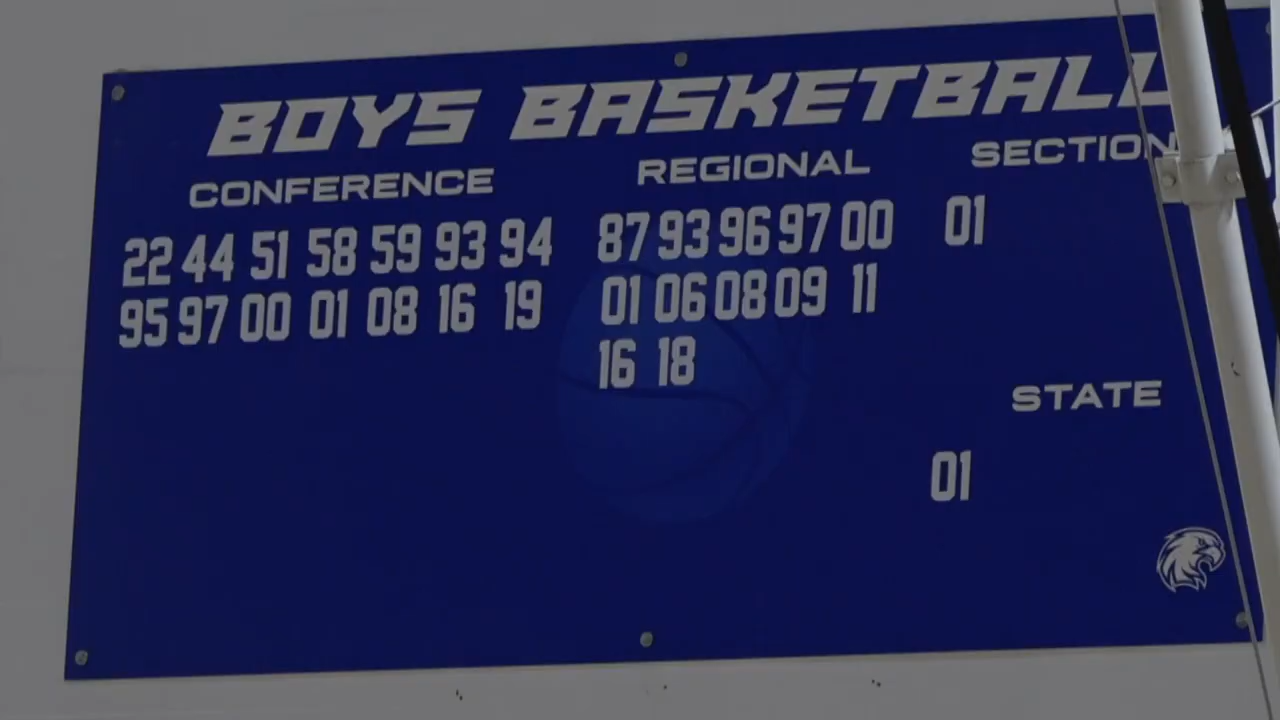 BOYS BASKETBALL
CONFERENCE
22 44 51 58 59 93 94
95 97 00 01 08 16 19
REGIONAL
87 93 96 97 00
01 06 08 09 11
16 18
SECTION
01
STATE
01